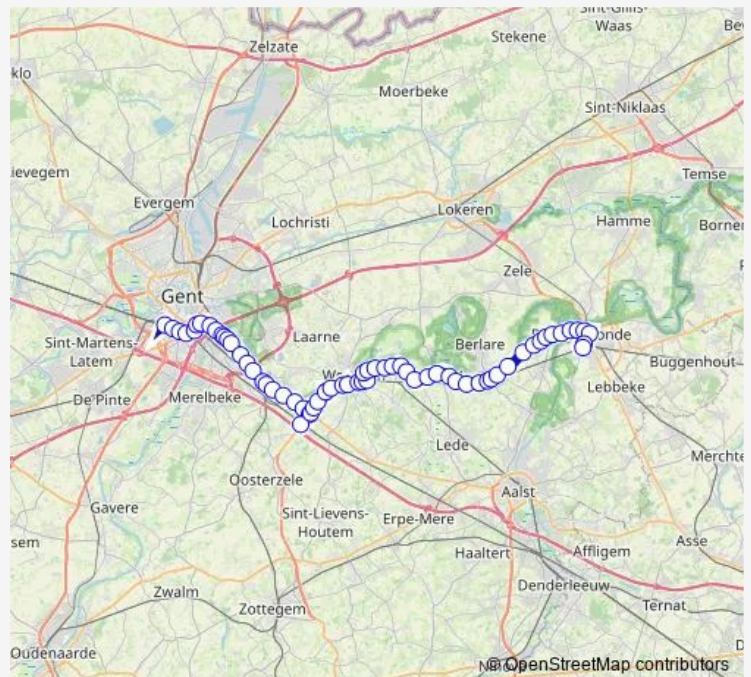 Sint-Gillis-
Waas
Zelzate
Stekene
klo
Moerbeke
Sint-Niklaas
ievegem
Temse
Evergem
Lokeren
Lochristi
Hamme
Borner
Zele
Gent
Laarne
Berlare
onde
Sint-Martens-
Latem
Buggenhout
De Pinte
Merelbeke
Lebbeke
Lede
Merchte
Oosterzele
Aalst
Gavere
Sint-Lievens-
Houtem
Erpe-Mere
sem
Haaltert
Affligem
Asse
Zwalm
Denderleeuw
Zottegem
Ternat
Oudenaarde
© OpenStreetMap contributors